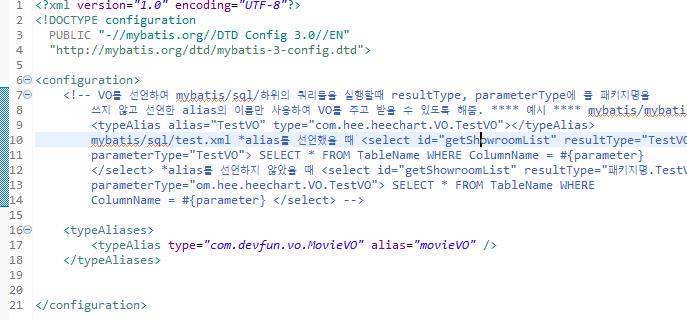 1 <?xml version="1.0" encoding="UTF-8"?>
2 <!DOCTYPE configuration
3 PUBLIC "-//mybatis.org//DTD Config 3.0//EN"
4 "http://mybatis.org/dtd/mybatis-3-config.dtd">
5
6 <configuration>
7 <!-- VO를 선언하여 mybatis/sql/하위의 쿼리들을 실행할때 resultType, parameterType에 풀 패키지명을
8 쓰지 않고 선언한 alias의 이름만 사용하여 VO를 주고 받을 수 있도록 해줌. **** 예시 **** mybatis/mybatis
9 <typeAlias alias="TestVO" type="com.hee.heechart.VO.TestVO"></typeAlias>
10 mybatis/sql/test.xml *alias를 선언했을 때 <select id="getShowroomList" resultType="TestVO
11 parameterType="TestVO"> SELECT * FROM TableName WHERE ColumnName = #{parameter}
12 </select> *alias를 선언하지 않았을 때 <select id="getShowroomList" resultType="패키지명.TestV
13 parameterType="om.hee.heechart.VO.TestVO"> SELECT * FROM TableName WHERE
14 ColumnName = #{parameter} </select> -->
15
16 <typeAliases>
17 <typeAlias type="com.devfun.vo.MovieVO" alias="movieVO" />
18 </typeAliases>
19
20
21 </configuration>